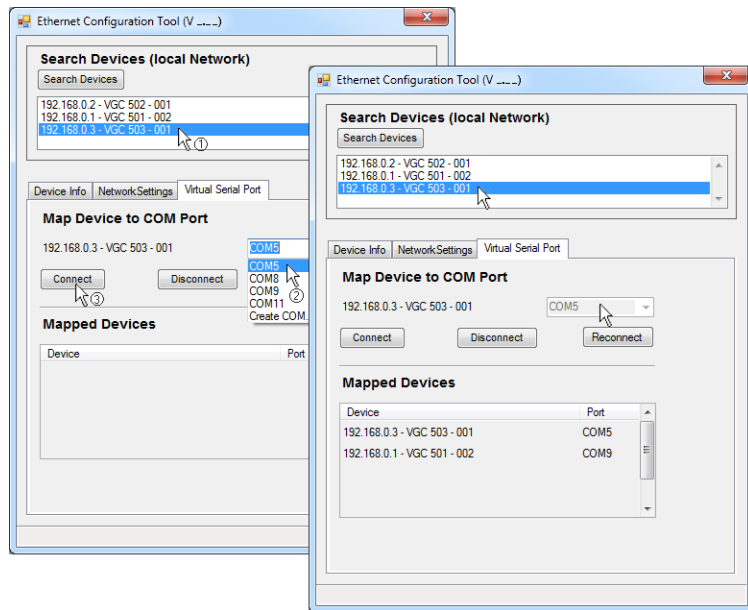 Ethernet Configuration Tool (V _._._)
Search Devices (local Network)
Search Devices
192.168.0.2 - VGC 502 - 001
192.168.0.1 - VGC 501 - 002
192.168.0.3 - VGC 503 - 001
①
Device Info NetworkSettings Virtual Serial Port
Map Device to COM Port
192.168.0.3 - VGC 503 - 001 COM5
COM5
COM8
COM9
②
COM11
Create COM.
Connect Disconnect
③
Mapped Devices
Device Port
Ethernet Configuration Tool (V _._._)
Search Devices (local Network)
Search Devices
192.168.0.2 - VGC 502 - 001
192.168.0.1 - VGC 501 - 002
192.168.0.3 - VGC 503 - 001
Device Info NetworkSettings Virtual Serial Port
Map Device to COM Port
192.168.0.3 - VGC 503 - 001 COM5
Connect Disconnect Reconnect
Mapped Devices
Device Port
192.168.0.3 - VGC 503 - 001 COM5
192.168.0.1 - VGC 501 - 002 COM9